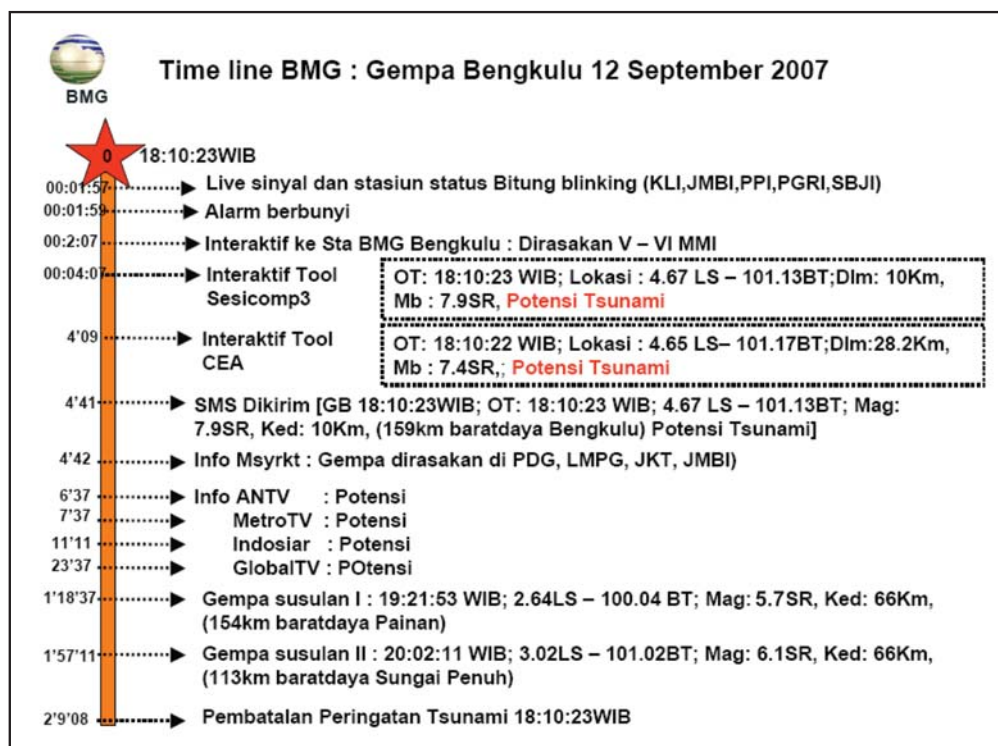 BMG
Time line BMG : Gempa Bengkulu 12 September 2007
0 18:10:23WIB
00:01:57 Live sinyal dan stasiun status Bitung blinking (KLI,JMBI,PPI,PGRI,SBJI)
00:01:59 Alarm berbunyi
00:2:07 Interaktif ke Sta BMG Bengkulu : Dirasakan V – VI MMI
00:04:07 Interaktif Tool
Sesicomp3
OT: 18:10:23 WIB; Lokasi : 4.67 LS – 101.13BT;Dlm: 10Km,
Mb : 7.9SR, Potensi Tsunami
4'09 Interaktif Tool
CEA
OT: 18:10:22 WIB; Lokasi : 4.65 LS– 101.17BT;Dlm:28.2Km,
Mb : 7.4SR,; Potensi Tsunami
4'41 SMS Dikirim [GB 18:10:23WIB; OT: 18:10:23 WIB; 4.67 LS – 101.13BT; Mag:
7.9SR, Ked: 10Km, (159km baratdaya Bengkulu) Potensi Tsunami]
4'42 Info Msyrkt : Gempa dirasakan di PDG, LMPG, JKT, JMBI)
6'37 Info ANTV : Potensi
7'37 MetroTV : Potensi
11'11 Indosiar : Potensi
23'37 GlobalTV : POtensi
1'18'37 Gempa susulan I : 19:21:53 WIB; 2.64LS – 100.04 BT; Mag: 5.7SR, Ked: 66Km,
(154km baratdaya Painan)
1'57'11 Gempa susulan II : 20:02:11 WIB; 3.02LS – 101.02BT; Mag: 6.1SR, Ked: 66Km,
(113km baratdaya Sungai Penuh)
2'9'08 Pembatalan Peringatan Tsunami 18:10:23WIB